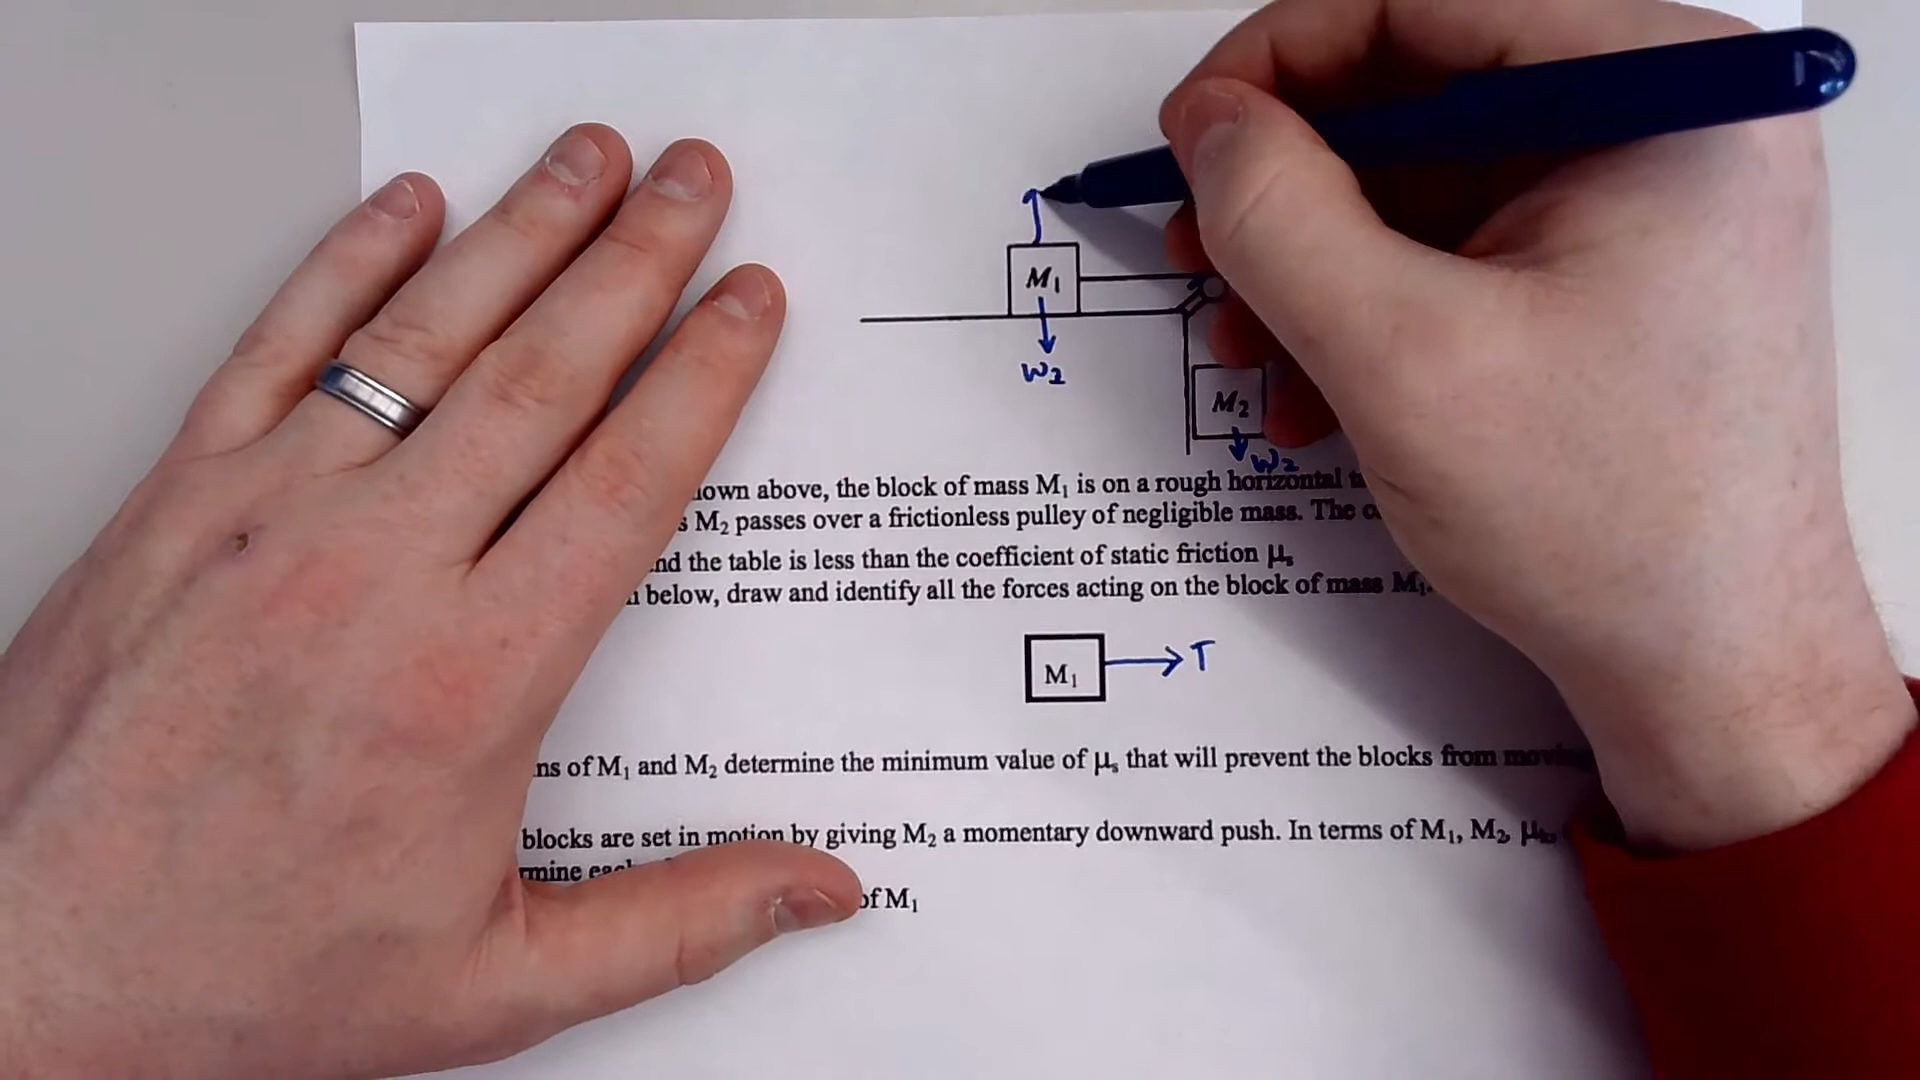 M₁
W₂
M₂
W₂
own above, the block of mass M₁ is on a rough horizontal
M₂ passes over a frictionless pulley of negligible mass. The
nd the table is less than the coefficient of static friction μₛ
below, draw and identify all the forces acting on the block of mass M₁.
M₁ T
ns of M₁ and M₂ determine the minimum value of μₛ that will prevent the blocks from
blocks are set in motion by giving M₂ a momentary downward push. In terms of M₁, M₂, μₖ,
rmine
of M₁